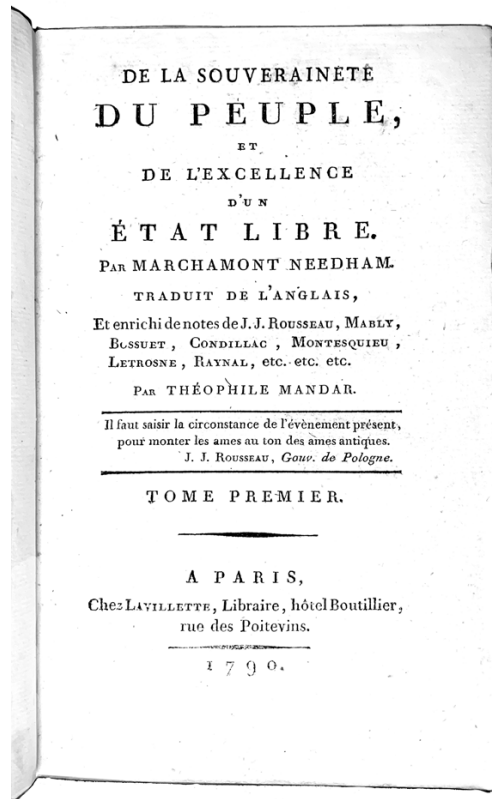 DE LA SOUVERAINETÉ
DU PEUPLE,
ET
DE L'EXCELLENCE
D'UN
ÉTAT LIBRE.
PAR MARCHAMONT NEEDHAM.
TRADUIT DE L'ANGLAIS,
Et enrichi de notes de J. J. ROUSSEAU, MABLY,
BOSSUET, CONDILLAC, MONTESQUIEU,
LETROSNE, RAYNAL, etc. etc. etc.
PAR THÉOPHILE MANDAR.
Il faut saisir la circonstance de l'évènement présent,
pour monter les ames au ton des ames antiques.
J. J. ROUSSEAU, Gouv. de Pologne.
TOME PREMIER.
A PARIS,
Chez LAVILLETTE, Libraire, hôtel Boutillier,
rue des Poitevins.
1790.